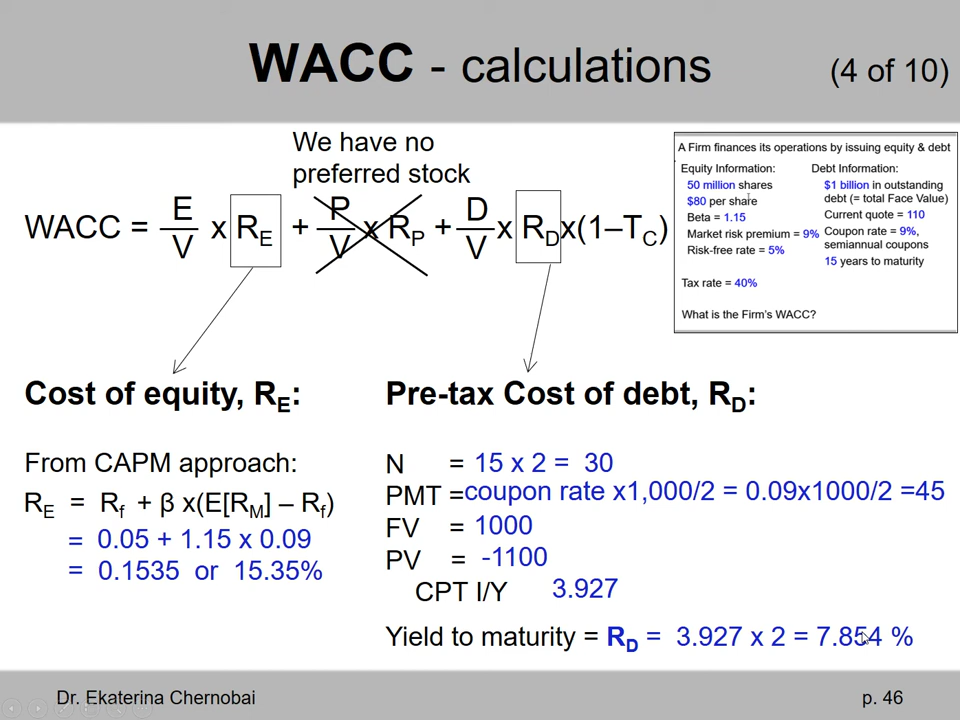 WACC - calculations (4 of 10)
We have no
preferred stock
WACC = E/V x RE + P/V x RP + D/V x RD x(1–TC)
A Firm finances its operations by issuing equity & debt
Equity Information: Debt Information:
50 million shares $1 billion in outstanding
$80 per share debt (= total Face Value)
Beta = 1.15 Current quote = 110
Market risk premium = 9% Coupon rate = 9%,
Risk-free rate = 5% semiannual coupons
15 years to maturity
Tax rate = 40%
What is the Firm's WACC?
Cost of equity, RE:
From CAPM approach:
RE = Rf + β x(E[RM] – Rf)
= 0.05 + 1.15 x 0.09
= 0.1535 or 15.35%
Pre-tax Cost of debt, RD:
N = 15 x 2 = 30
PMT =coupon rate x1,000/2 = 0.09x1000/2 =45
FV = 1000
PV = -1100
CPT I/Y 3.927
Yield to maturity = RD = 3.927 x 2 = 7.854 %
Dr. Ekaterina Chernobai p. 46